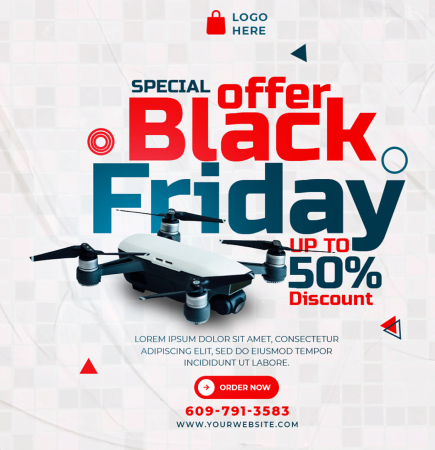 LOGO
HERE
SPECIAL offer
Black
Friday
UP TO
50%
Discount
LOREM IPSUM DOLOR SIT AMET, CONSECTETUR
ADIPISCING ELIT, SED DO EIUSMOD TEMPOR
INCIDIDUNT UT LABORE.
ORDER NOW
609-791-3583
WWW.YOURWEBSITE.COM